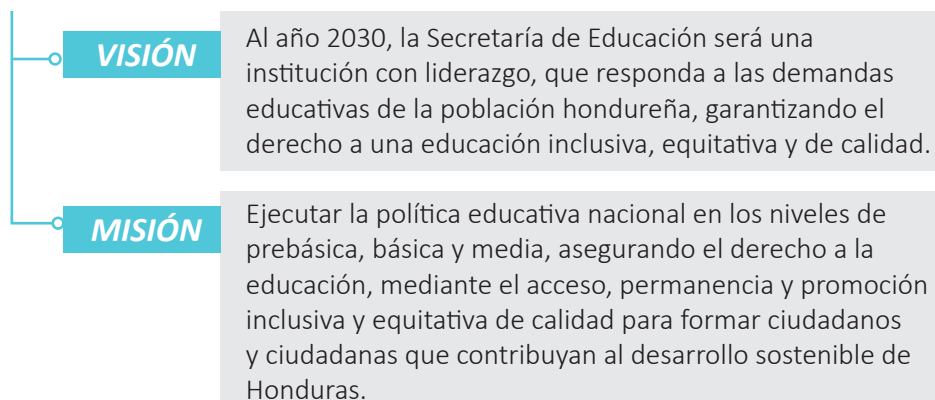 VISIÓN
Al año 2030, la Secretaría de Educación será una
institución con liderazgo, que responda a las demandas
educativas de la población hondureña, garantizando el
derecho a una educación inclusiva, equitativa y de calidad.
MISIÓN
Ejecutar la política educativa nacional en los niveles de
prebásica, básica y media, asegurando el derecho a la
educación, mediante el acceso, permanencia y promoción
inclusiva y equitativa de calidad para formar ciudadanos
y ciudadanas que contribuyan al desarrollo sostenible de
Honduras.